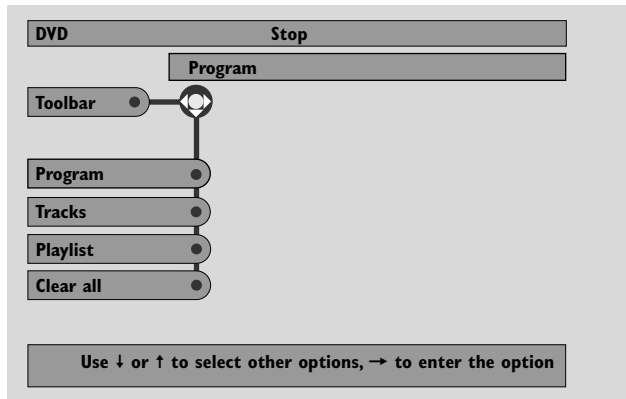 DVD Stop
Program
Toolbar
Program
Tracks
Playlist
Clear all
Use ↓ or ↑ to select other options, → to enter the option